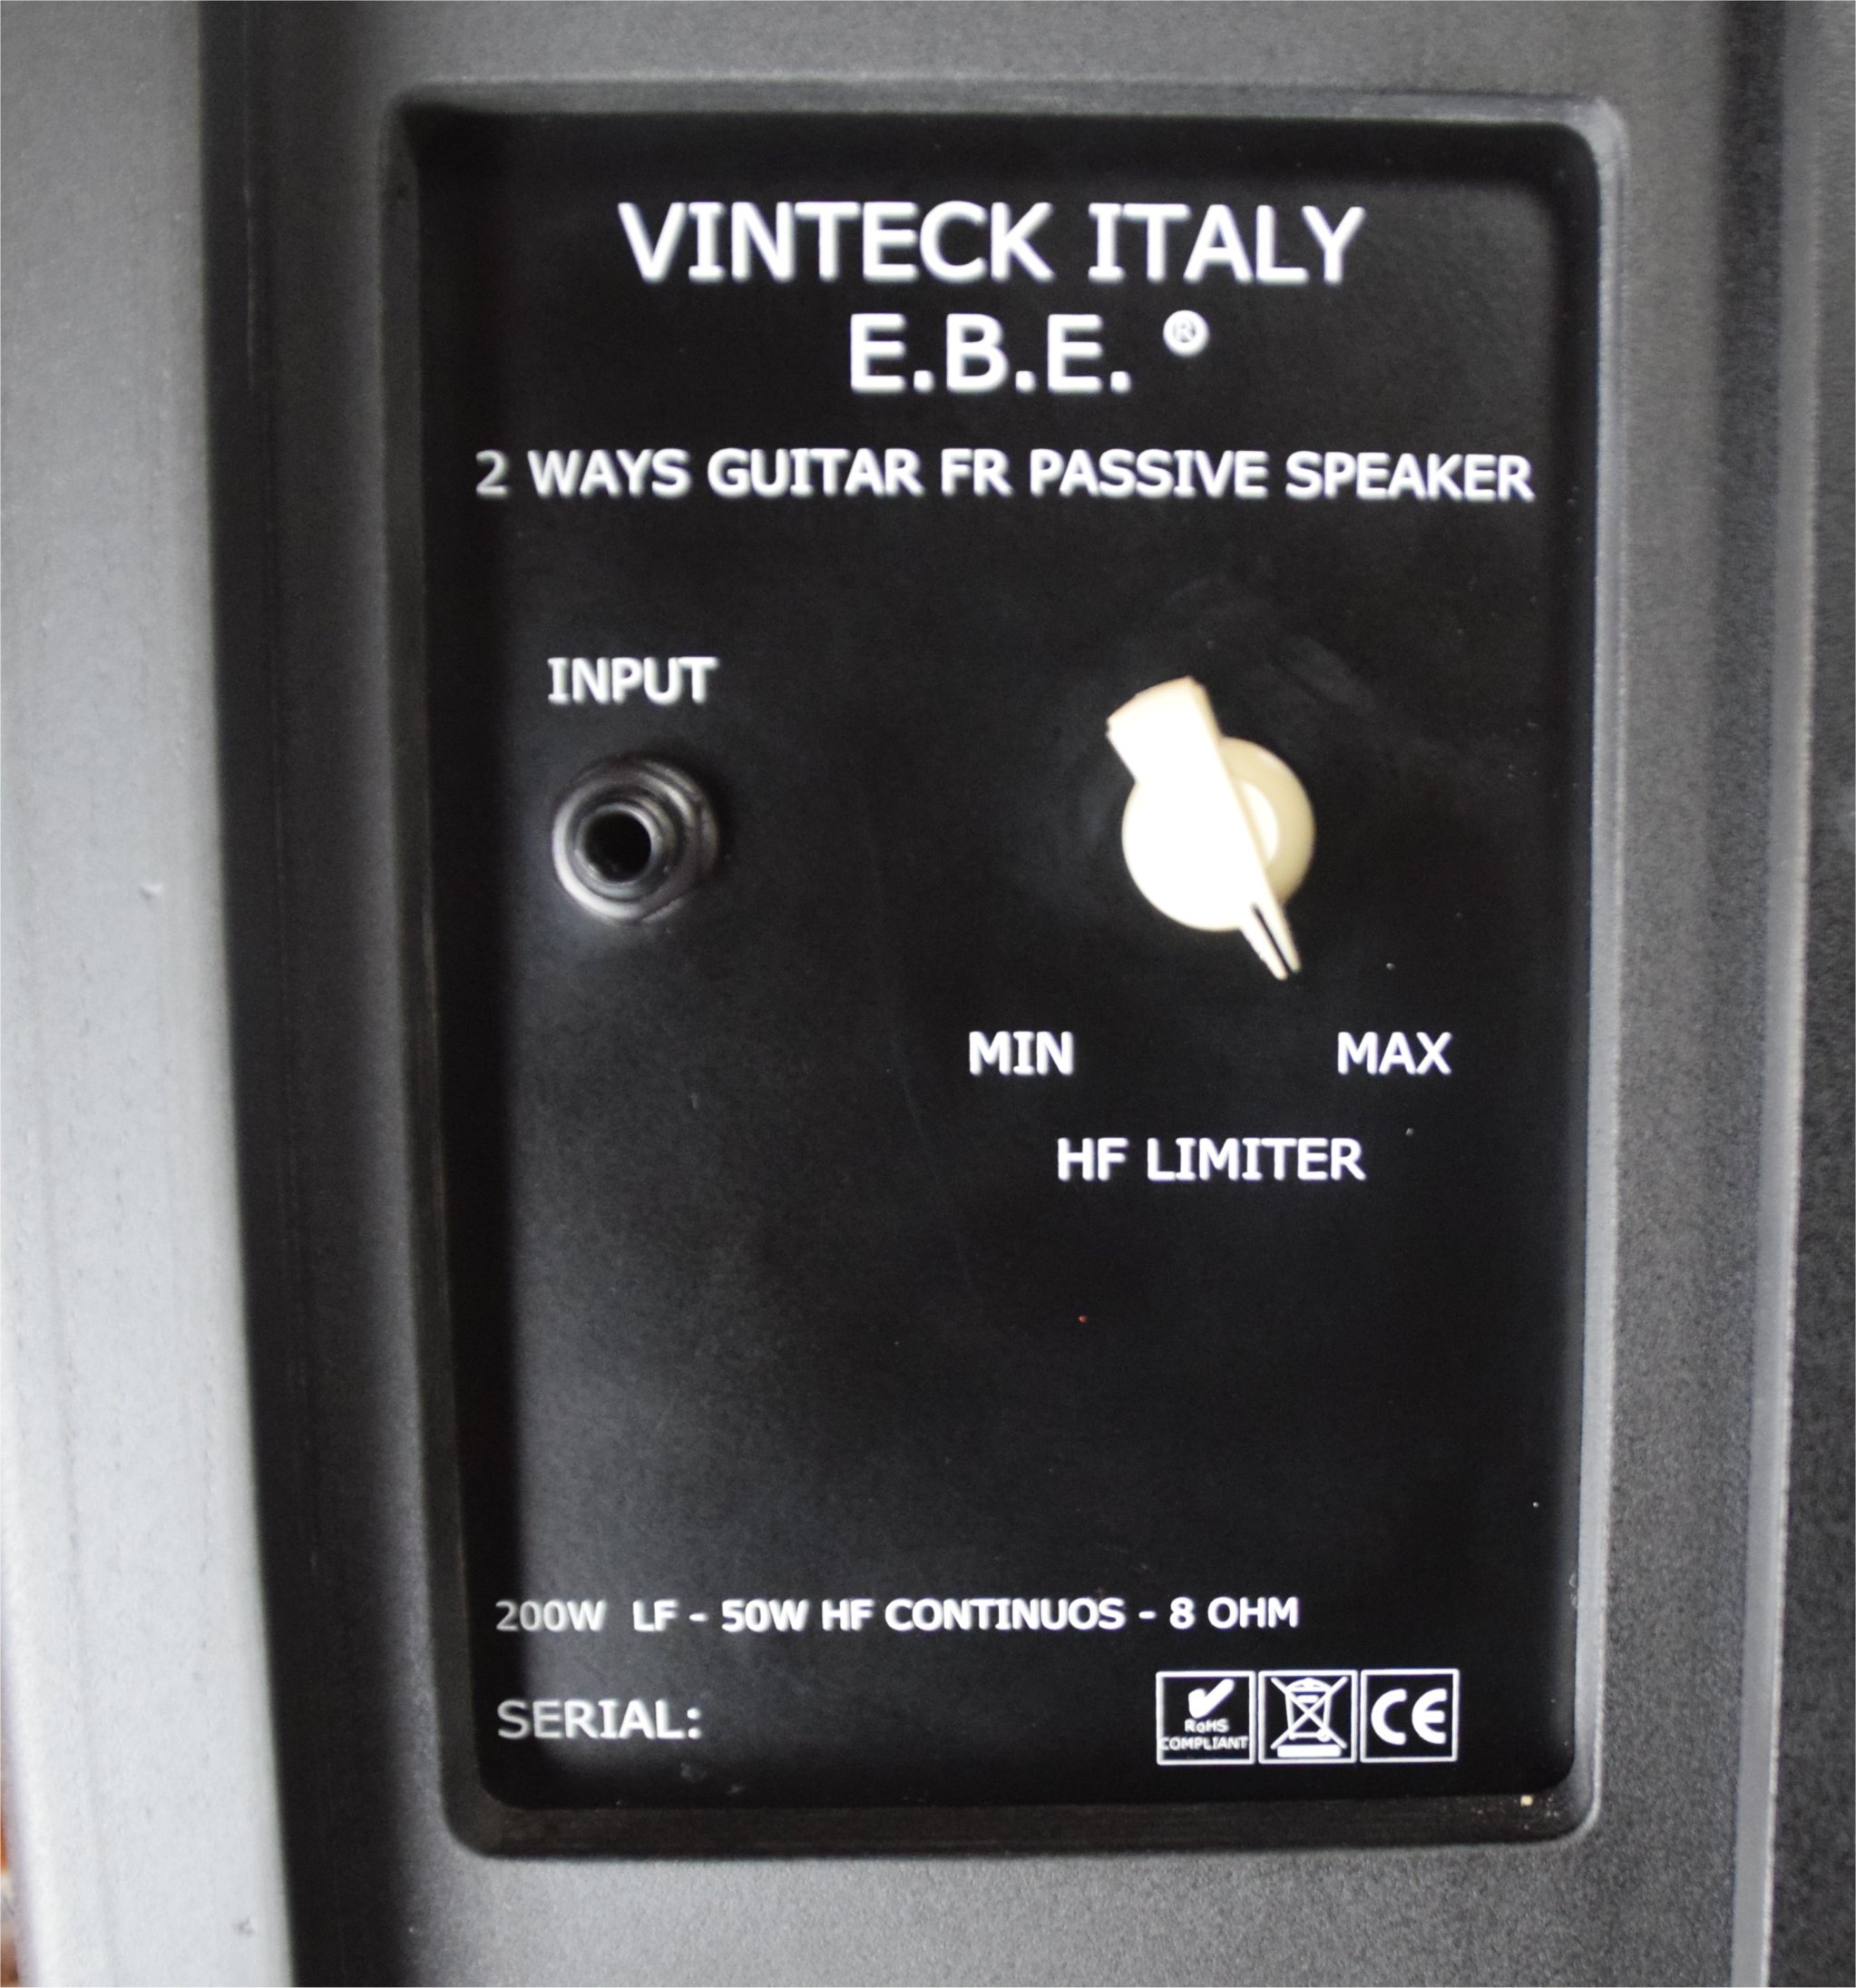 VINTECK ITALY
E.B.E. ®
2 WAYS GUITAR FR PASSIVE SPEAKER
INPUT
MIN MAX
HF LIMITER
200W LF - 50W HF CONTINUOS - 8 OHM
SERIAL:
RoHS
COMPLIANT
CE